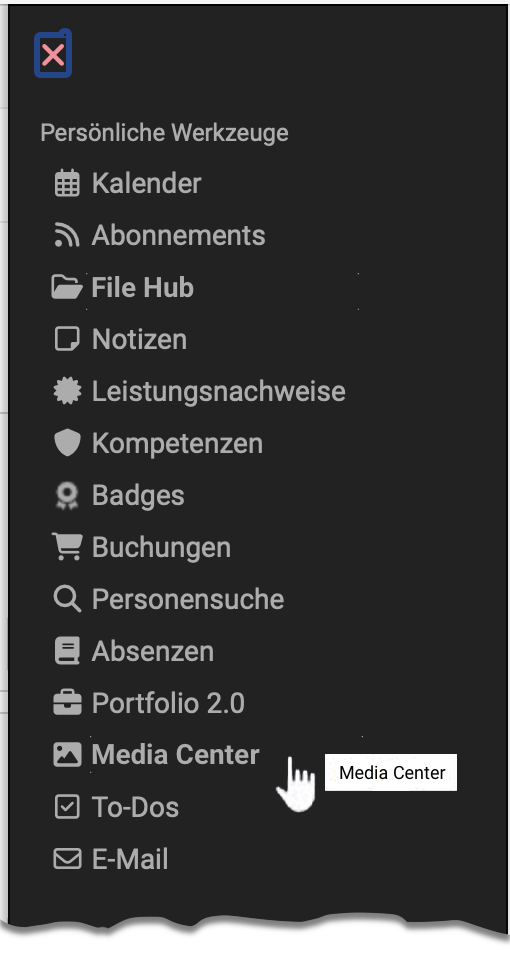 Persönliche Werkzeuge
Kalender
Abonnements
File Hub
Notizen
Leistungsnachweise
Kompetenzen
Badges
Buchungen
Personensuche
Absenzen
Portfolio 2.0
Media Center
Media Center
To-Dos
E-Mail